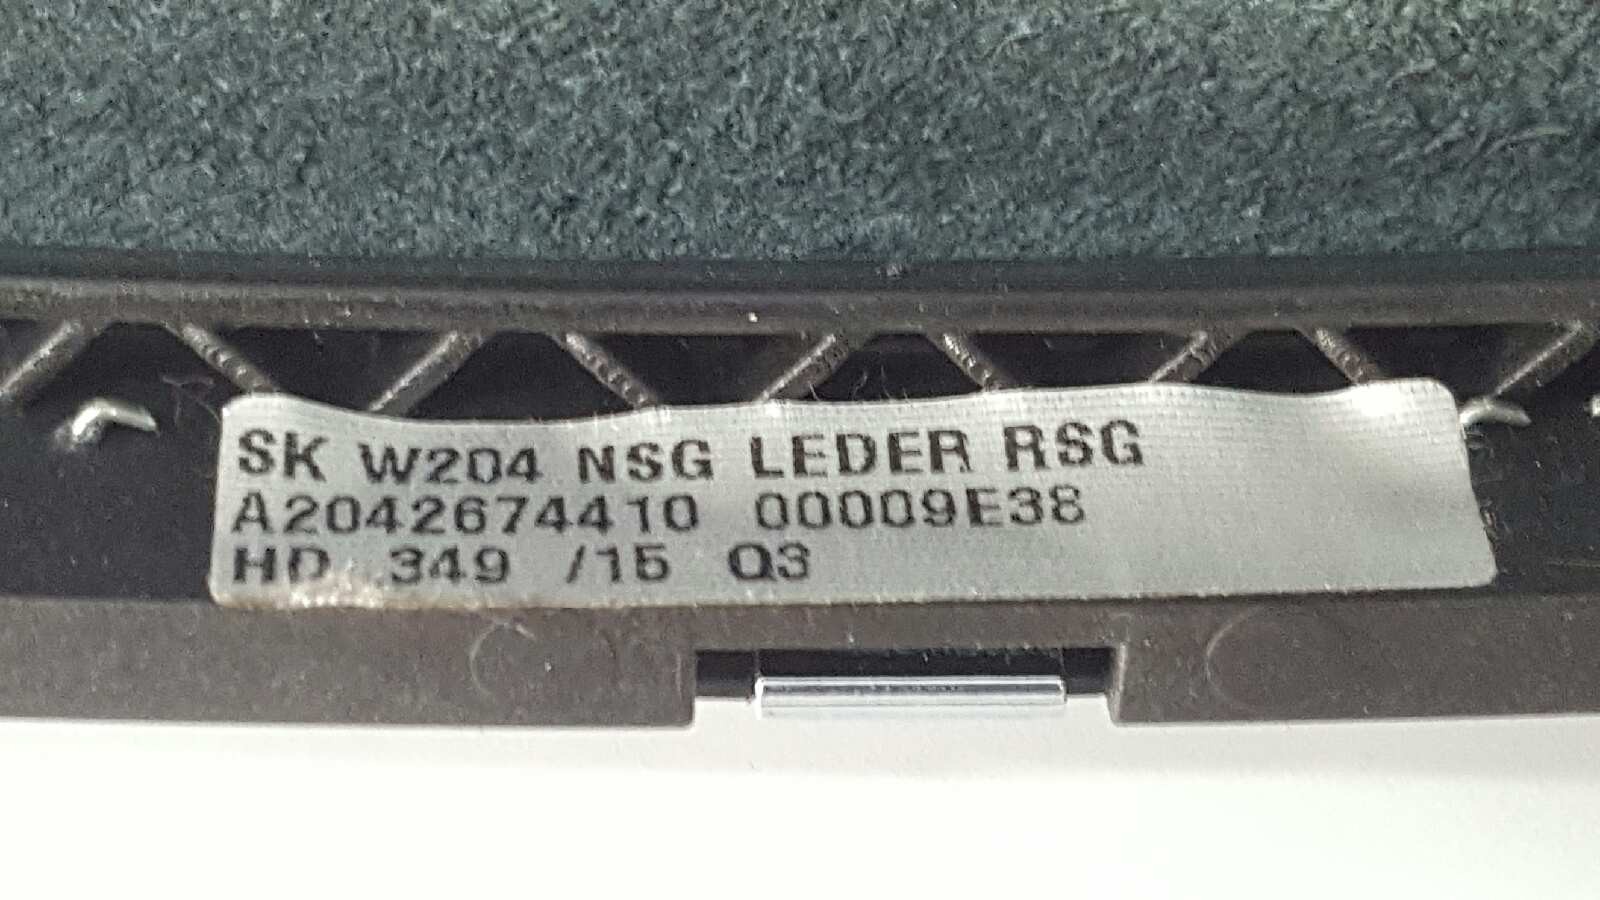 SK W204 NSG LEDER RSG
A2042674410 00009E38
HD 349 /15 Q3